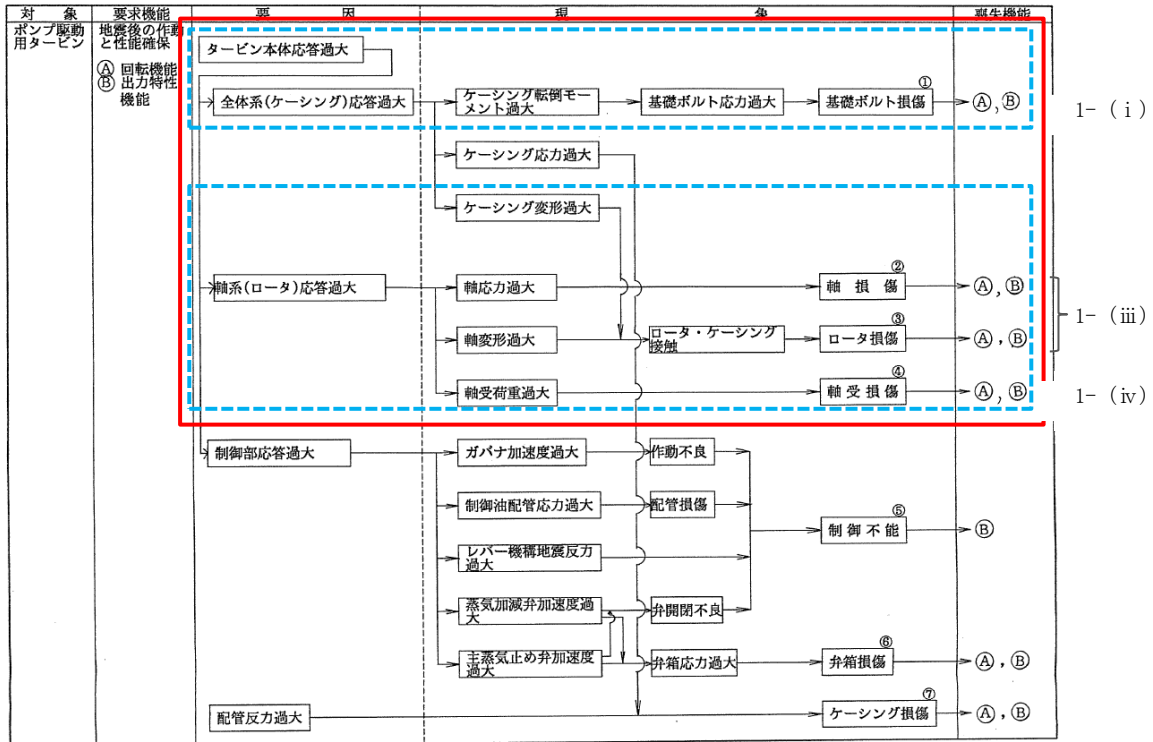 対 象 要求機能 要 因 現 象 喪失機能
ポンプ駆動
用タービン
地震後の作動
と性能確保
Ⓐ 回転機能
Ⓑ 出力特性
機能
タービン本体応答過大
全体系(ケーシング)応答過大
ケーシング転倒モー
メント過大
基礎ボルト応力過大
①
基礎ボルト損傷
Ⓐ,Ⓑ
1-（ⅰ）
ケーシング応力過大
ケーシング変形過大
軸系(ロータ)応答過大
軸応力過大
②
軸 損 傷
Ⓐ,Ⓑ
軸変形過大
ロータ・ケーシング
接触
③
ロータ損傷
Ⓐ,Ⓑ
1-（ⅲ）
軸受荷重過大
④
軸受損傷
Ⓐ,Ⓑ
1-（ⅳ）
制御部応答過大
ガバナ加速度過大
作動不良
制御油配管応力過大
配管損傷
レバー機構地震反力
過大
⑤
制御不能
Ⓑ
蒸気加減弁加速度過
大
弁開閉不良
主蒸気止め弁加速度
過大
弁箱応力過大
⑥
弁箱損傷
Ⓐ,Ⓑ
配管反力過大
⑦
ケーシング損傷
Ⓐ,Ⓑ